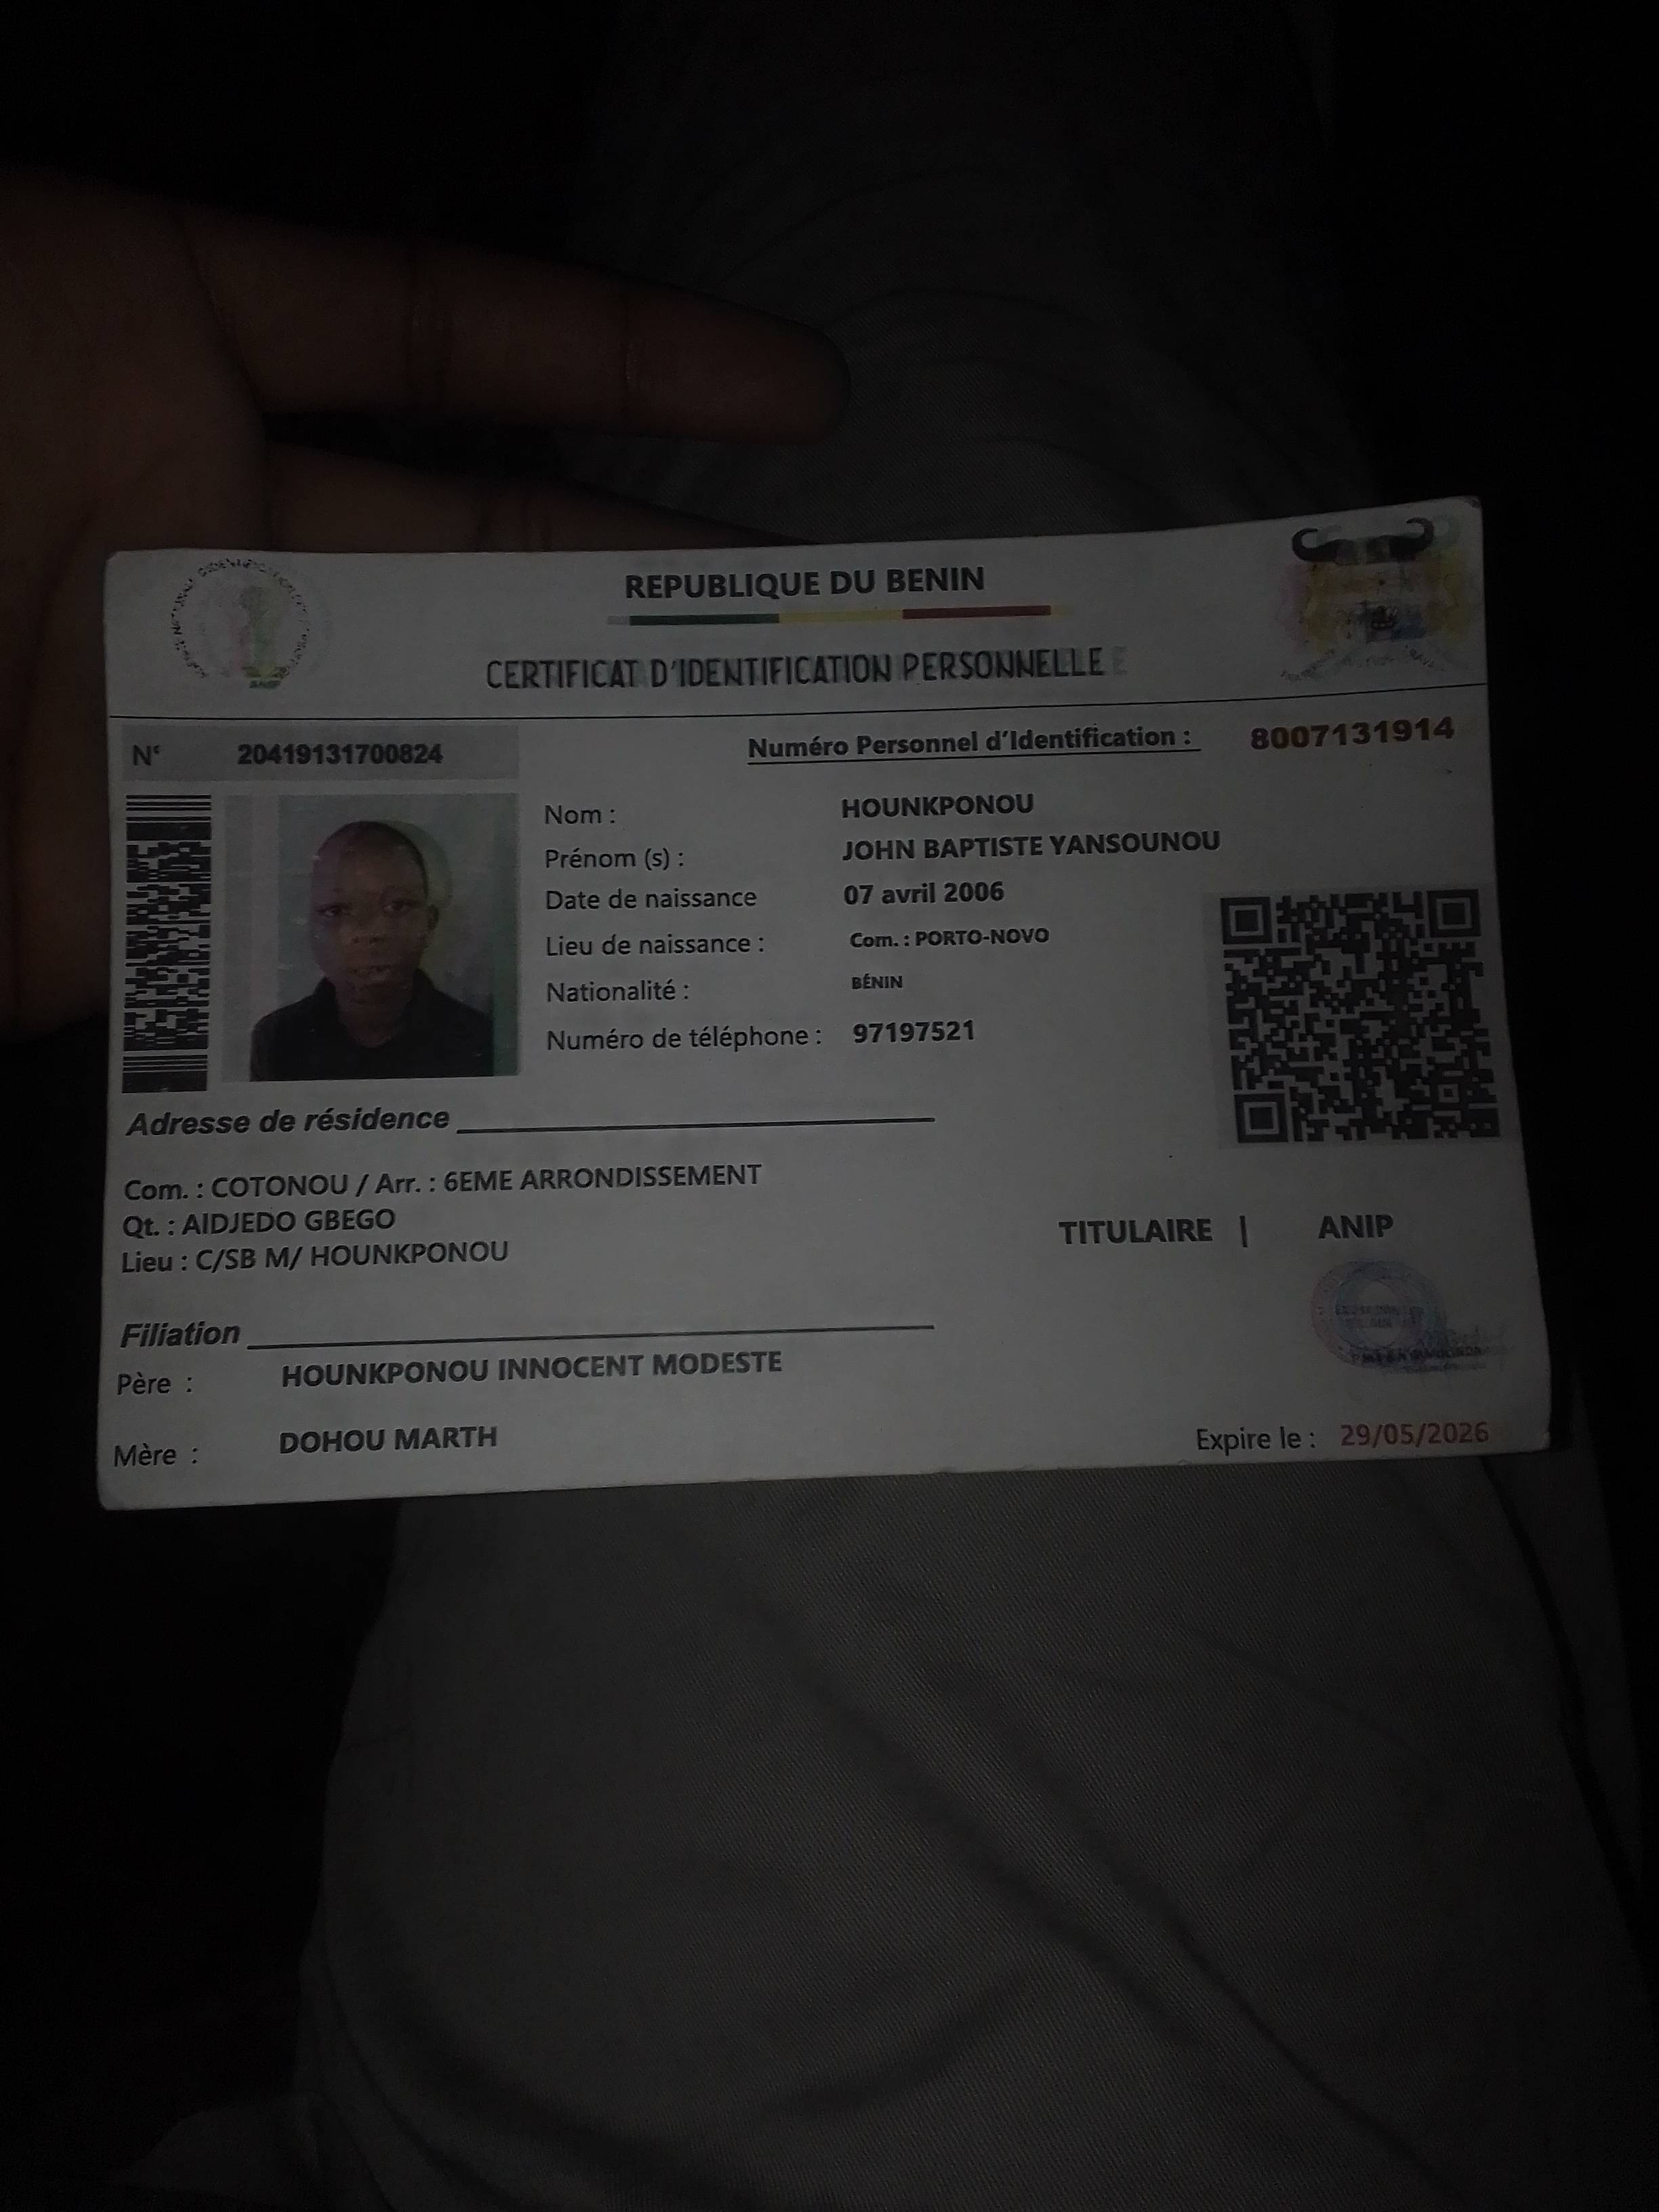 REPUBLIQUE DU BENIN
CERTIFICAT D'IDENTIFICATION PERSONNELLE
N° 20419131700824
Numéro Personnel d'Identification : 8007131914
Nom : HOUNKPONOU
Prénom (s) : JOHN BAPTISTE YANSOUNOU
Date de naissance 07 avril 2006
Lieu de naissance : Com. : PORTO-NOVO
Nationalité : BÉNIN
Numéro de téléphone : 97197521
Adresse de résidence
Com. : COTONOU / Arr. : 6EME ARRONDISSEMENT
Qt. : AIDJEDO GBEGO
Lieu : C/SB M/ HOUNKPONOU
TITULAIRE | ANIP
Filiation
Père : HOUNKPONOU INNOCENT MODESTE
Mère : DOHOU MARTH
Expire le : 29/05/2026